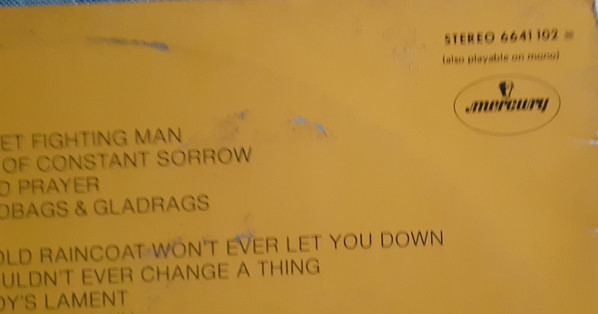 STEREO 6641 102
(also playable on mono)
mercury
ET FIGHTING MAN
OF CONSTANT SORROW
O PRAYER
DBAGS & GLADRAGS
OLD RAINCOAT WON'T EVER LET YOU DOWN
ULDN'T EVER CHANGE A THING
DY'S LAMENT